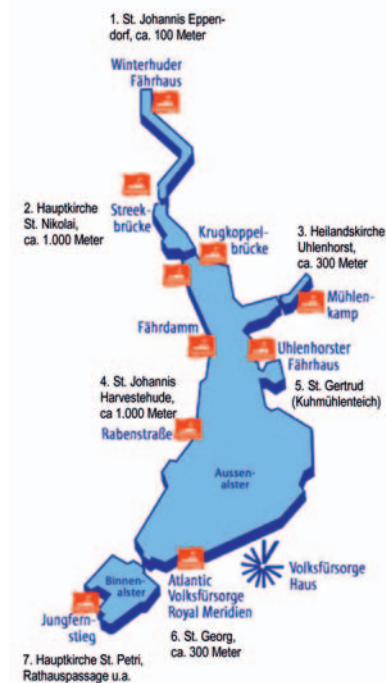 1. St. Johannis Eppen-
dorf, ca. 100 Meter
Winterhuder
Fährhaus
2. Hauptkirche
St. Nikolai,
ca. 1.000 Meter
Streek-
brücke
Krugkoppel-
brücke
3. Heilandskirche
Uhlenhorst,
ca. 300 Meter
Mühlen-
kamp
Fährdamm
Uhlenhorster
Fährhaus
4. St. Johannis
Harvestehude,
ca 1.000 Meter
Rabenstraße
5. St. Gertrud
(Kuhmühlenteich)
Aussen-
alster
Binnen-
alster
Atlantic
Volksfürsorge
Royal Meridien
Volksfürsorge
Haus
Jungfern-
stieg
6. St. Georg,
ca. 300 Meter
7. Hauptkirche St. Petri,
Rathauspassage u.a.